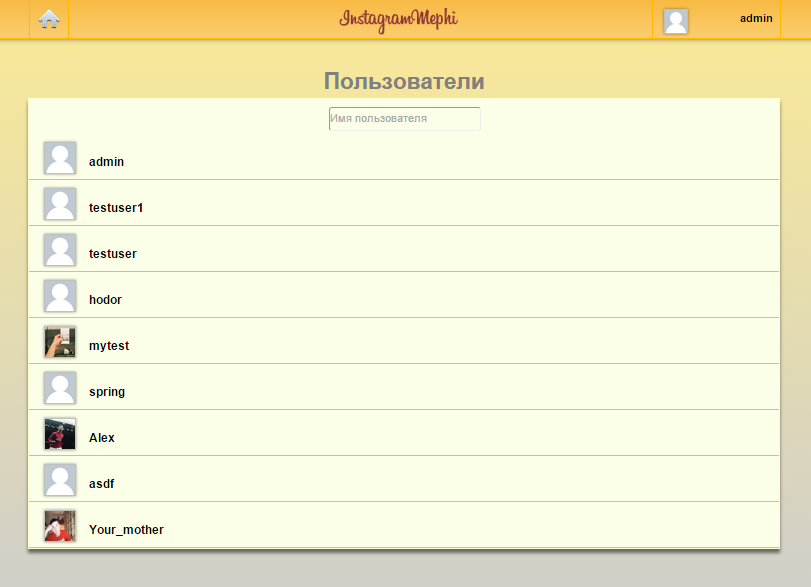 InstagramMephi
admin
Пользователи
Имя пользователя
admin
testuser1
testuser
hodor
mytest
spring
Alex
asdf
Your_mother